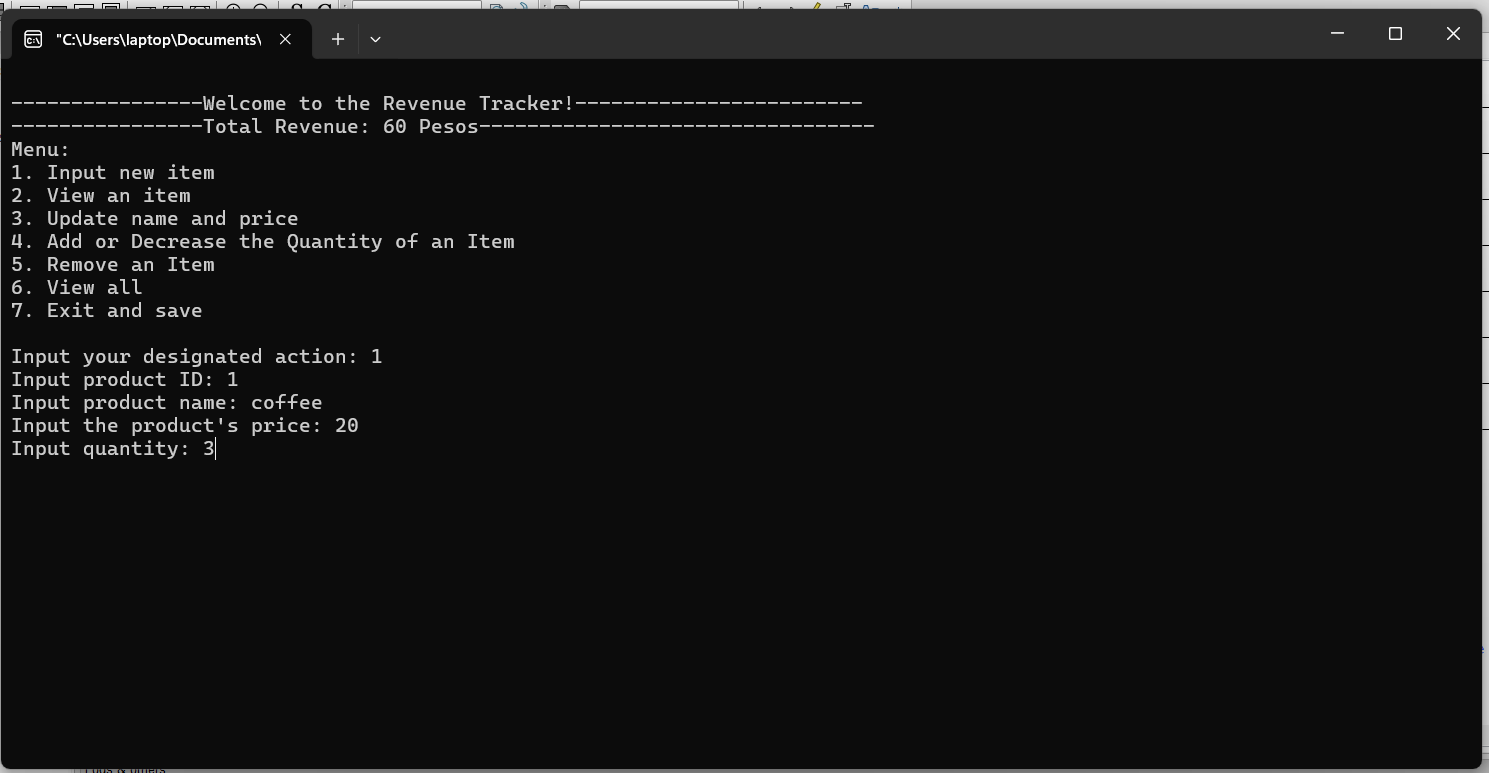 "C:\Users\laptop\Documents\
----------------Welcome to the Revenue Tracker!------------------------
----------------Total Revenue: 60 Pesos---------------------------------
Menu:
1. Input new item
2. View an item
3. Update name and price
4. Add or Decrease the Quantity of an Item
5. Remove an Item
6. View all
7. Exit and save
Input your designated action: 1
Input product ID: 1
Input product name: coffee
Input the product's price: 20
Input quantity: 3